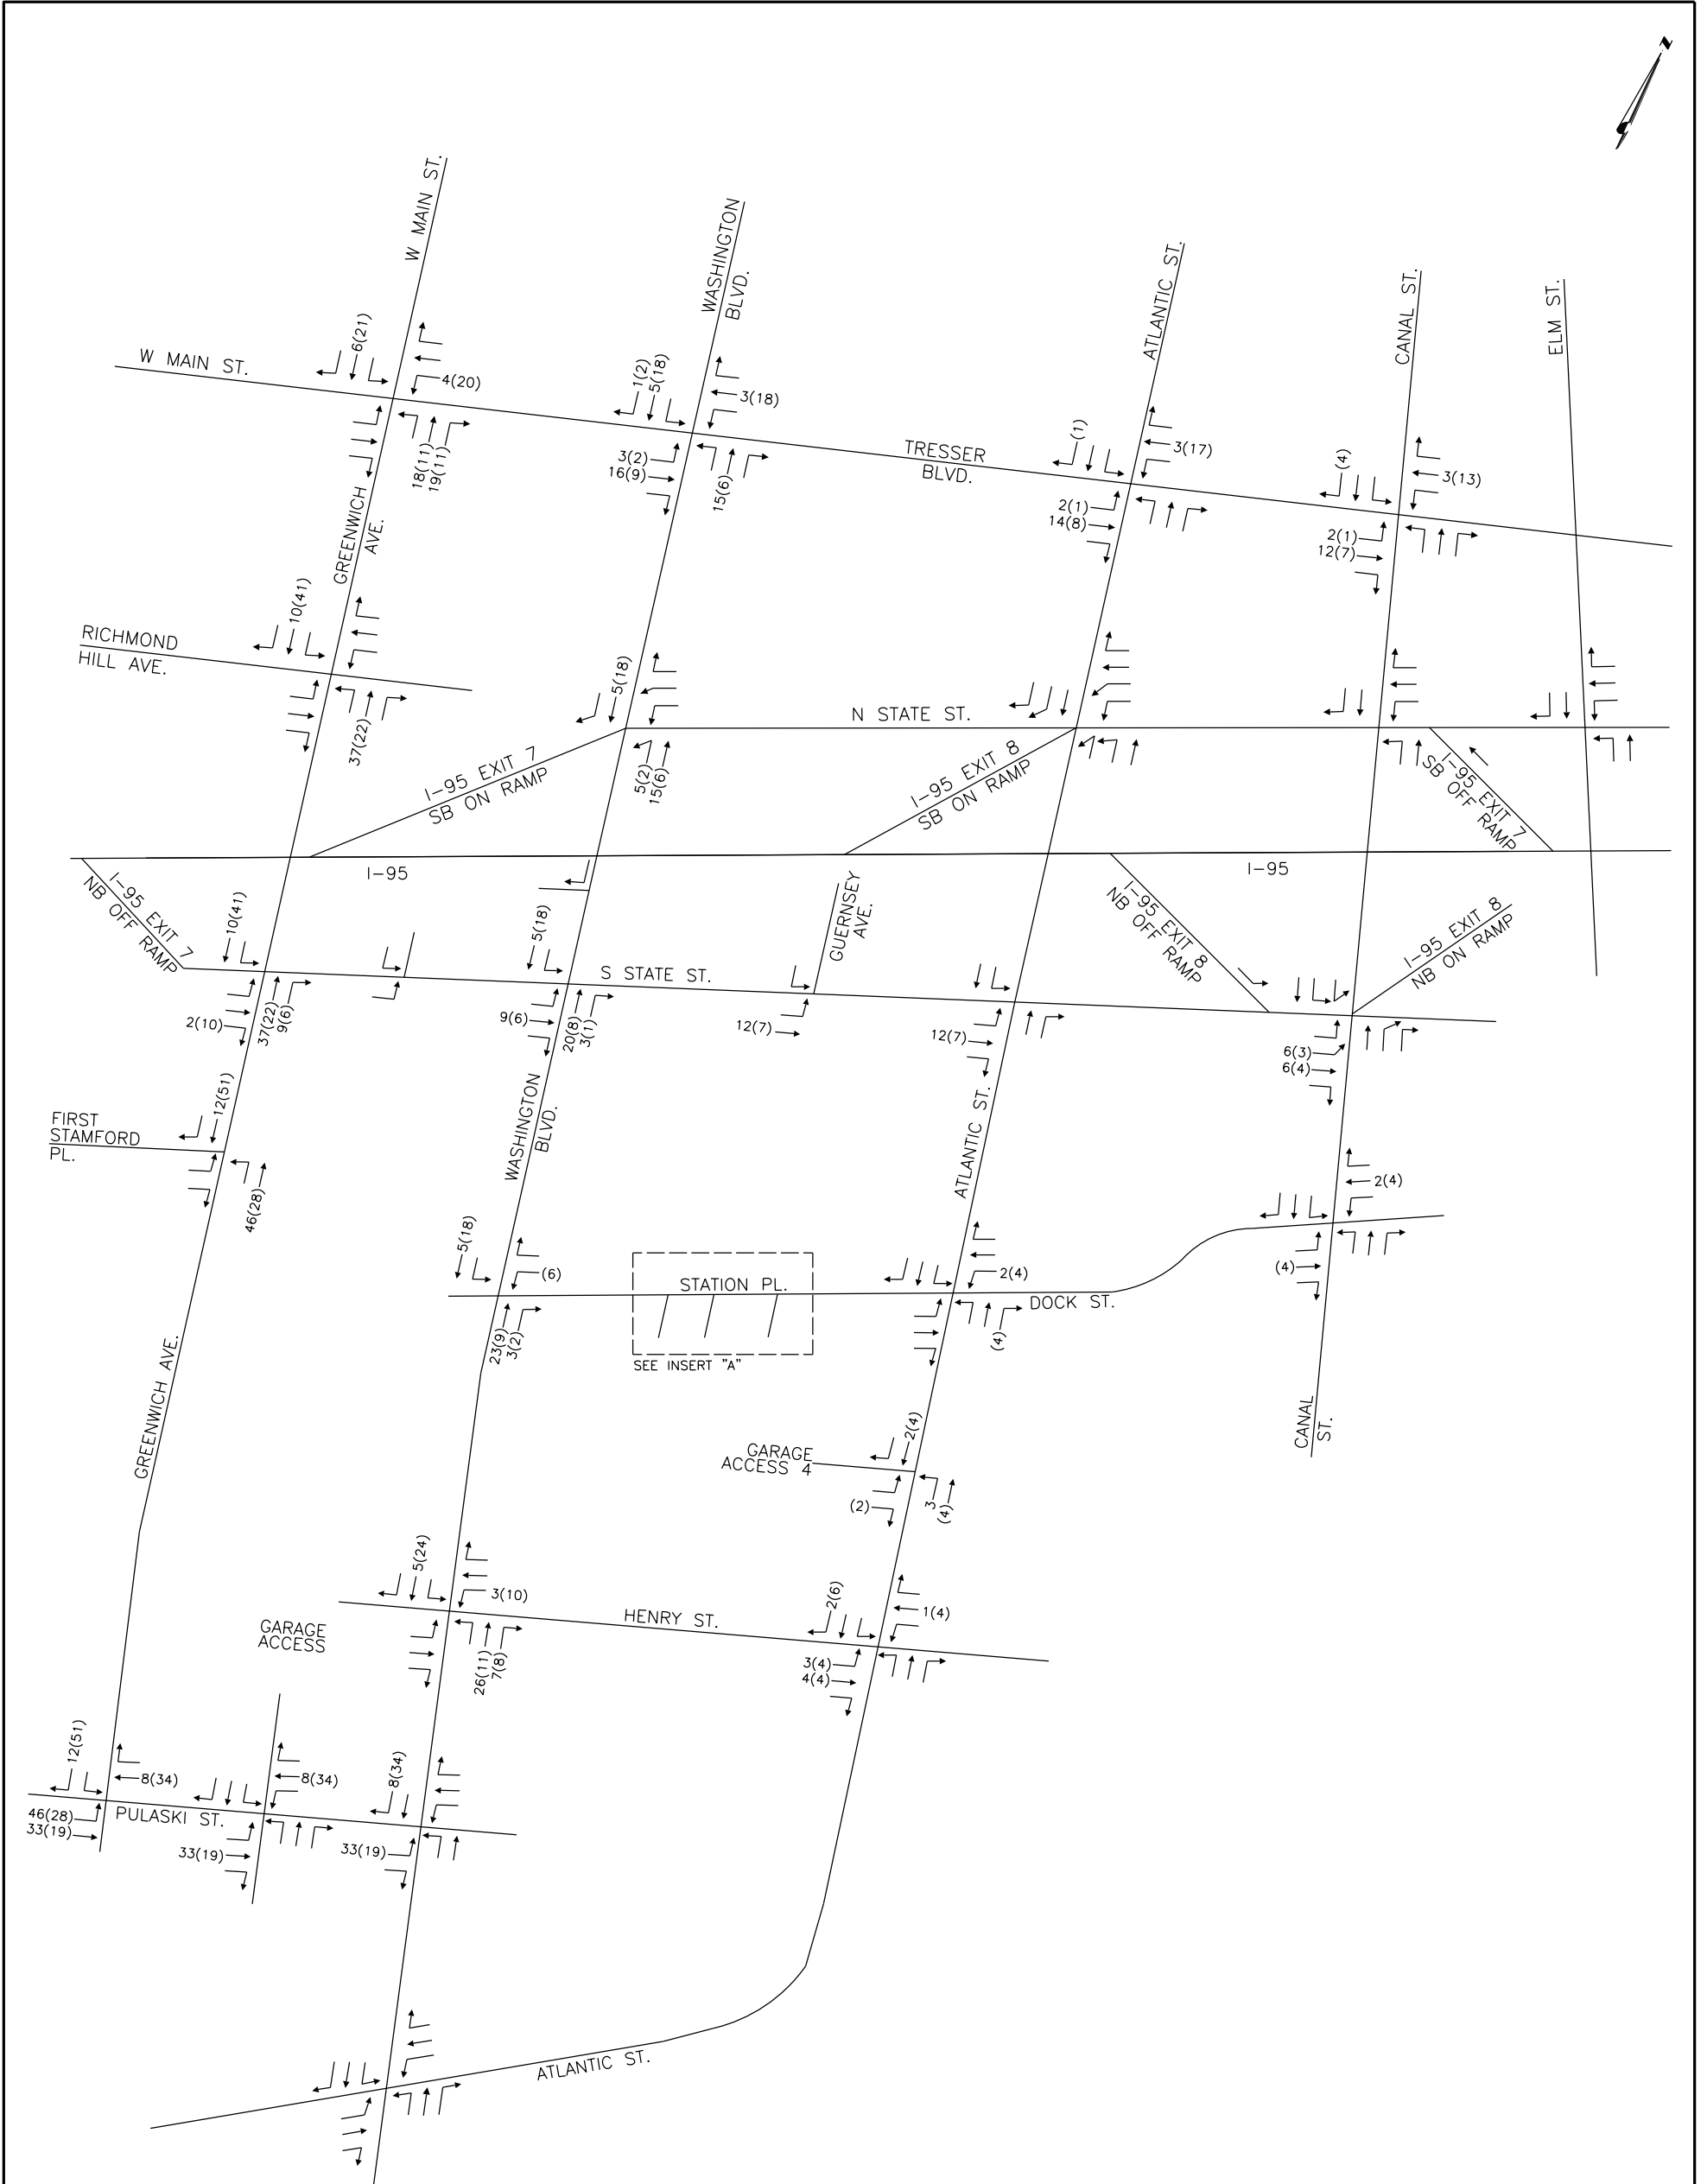 N
W MAIN ST.
WASHINGTON
BLVD.
ATLANTIC ST.
CANAL ST.
ELM ST.
W MAIN ST.
6(21)
4(20)
18(11)
19(11)
1(2)
5(18)
3(18)
3(2)
16(9)
15(6)
TRESSER
BLVD.
(1)
3(17)
2(1)
14(8)
(4)
3(13)
2(1)
12(7)
GREENWICH
AVE.
RICHMOND
HILL AVE.
10(41)
37(22)
5(18)
5(2)
15(6)
N STATE ST.
I-95 EXIT 7
SB ON RAMP
I-95 EXIT 8
SB ON RAMP
I-95 EXIT 7
SB OFF RAMP
I-95
I-95
I-95 EXIT 7
NB OFF RAMP
10(41)
2(10)
37(22)
9(6)
5(18)
S STATE ST.
9(6)
20(8)
3(1)
GUERNSEY
AVE.
12(7)
12(7)
I-95 EXIT 8
NB OFF RAMP
I-95 EXIT 8
NB ON RAMP
6(3)
6(4)
FIRST
STAMFORD
PL.
12(51)
46(28)
WASHINGTON
BLVD.
ATLANTIC ST.
2(4)
(4)
5(18)
(6)
23(9)
3(2)
STATION PL.
SEE INSERT "A"
2(4)
DOCK ST.
(4)
GREENWICH AVE.
CANAL
ST.
GARAGE
ACCESS 4
2(4)
(2)
3
(4)
5(24)
3(10)
26(11)
7(8)
HENRY ST.
2(6)
1(4)
3(4)
4(4)
GARAGE
ACCESS
12(51)
8(34)
46(28)
33(19)
PULASKI ST.
8(34)
33(19)
8(34)
33(19)
ATLANTIC ST.